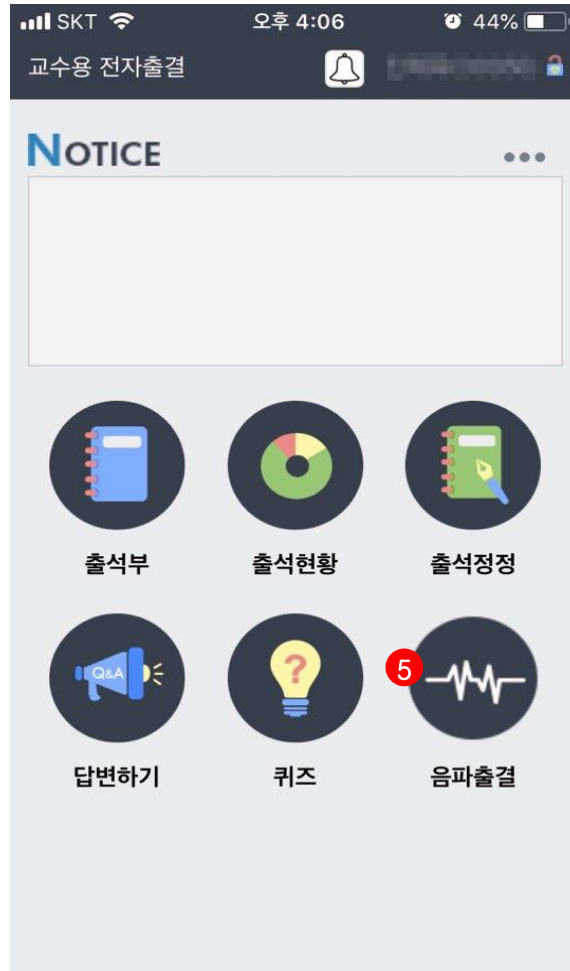 SKT 오후 4:06 44%
교수용 전자출결
NOTICE
출석부 출석현황 출석정정
Q&A ? 5
답변하기 퀴즈 음파출결